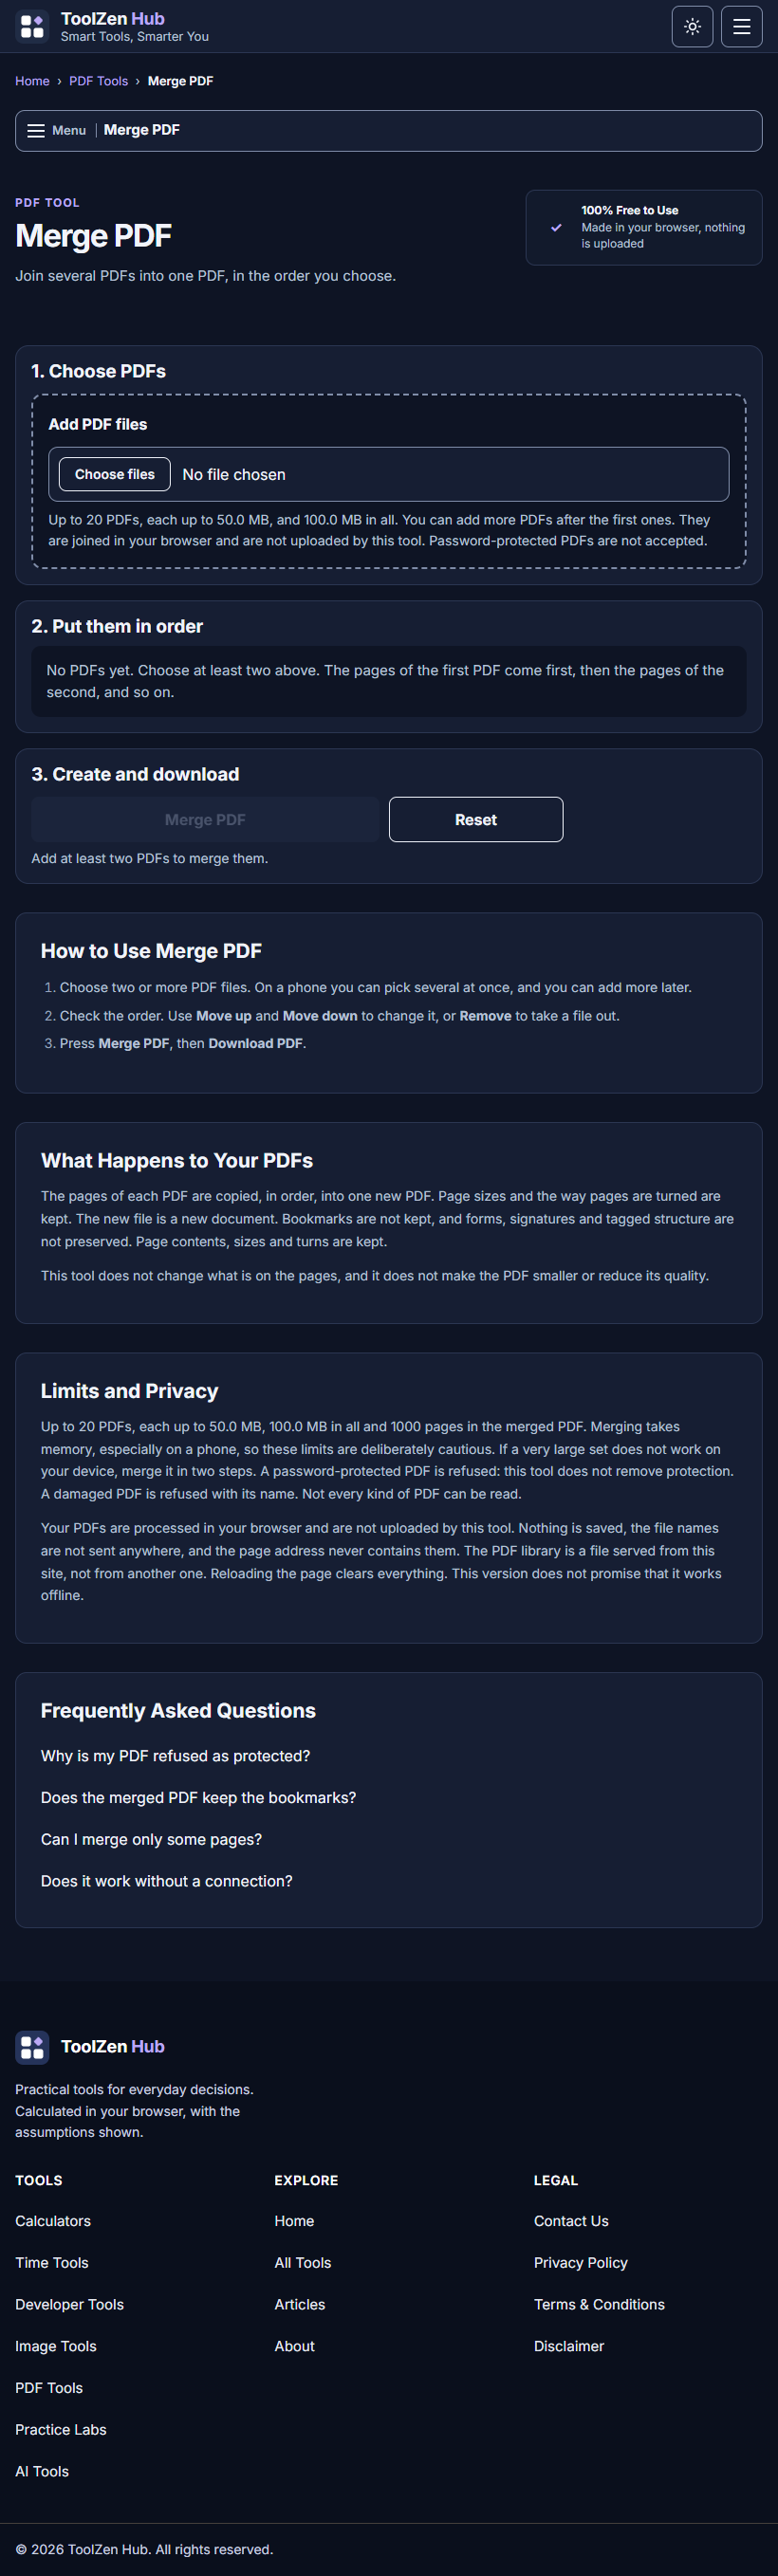 ToolZen Hub
Smart Tools, Smarter You
Home › PDF Tools › Merge PDF
Menu | Merge PDF
PDF TOOL
Merge PDF
Join several PDFs into one PDF, in the order you choose.
100% Free to Use
Made in your browser, nothing
is uploaded
1. Choose PDFs
Add PDF files
Choose files No file chosen
Up to 20 PDFs, each up to 50.0 MB, and 100.0 MB in all. You can add more PDFs after the first ones. They
are joined in your browser and are not uploaded by this tool. Password-protected PDFs are not accepted.
2. Put them in order
No PDFs yet. Choose at least two above. The pages of the first PDF come first, then the pages of the
second, and so on.
3. Create and download
Merge PDF Reset
Add at least two PDFs to merge them.
How to Use Merge PDF
1. Choose two or more PDF files. On a phone you can pick several at once, and you can add more later.
2. Check the order. Use Move up and Move down to change it, or Remove to take a file out.
3. Press Merge PDF, then Download PDF.
What Happens to Your PDFs
The pages of each PDF are copied, in order, into one new PDF. Page sizes and the way pages are turned are
kept. The new file is a new document. Bookmarks are not kept, and forms, signatures and tagged structure are
not preserved. Page contents, sizes and turns are kept.
This tool does not change what is on the pages, and it does not make the PDF smaller or reduce its quality.
Limits and Privacy
Up to 20 PDFs, each up to 50.0 MB, 100.0 MB in all and 1000 pages in the merged PDF. Merging takes
memory, especially on a phone, so these limits are deliberately cautious. If a very large set does not work on
your device, merge it in two steps. A password-protected PDF is refused: this tool does not remove protection.
A damaged PDF is refused with its name. Not every kind of PDF can be read.
Your PDFs are processed in your browser and are not uploaded by this tool. Nothing is saved, the file names
are not sent anywhere, and the page address never contains them. The PDF library is a file served from this
site, not from another one. Reloading the page clears everything. This version does not promise that it works
offline.
Frequently Asked Questions
Why is my PDF refused as protected?
Does the merged PDF keep the bookmarks?
Can I merge only some pages?
Does it work without a connection?
ToolZen Hub
Practical tools for everyday decisions.
Calculated in your browser, with the
assumptions shown.
TOOLS
Calculators
Time Tools
Developer Tools
Image Tools
PDF Tools
Practice Labs
AI Tools
EXPLORE
Home
All Tools
Articles
About
LEGAL
Contact Us
Privacy Policy
Terms & Conditions
Disclaimer
© 2026 ToolZen Hub. All rights reserved.